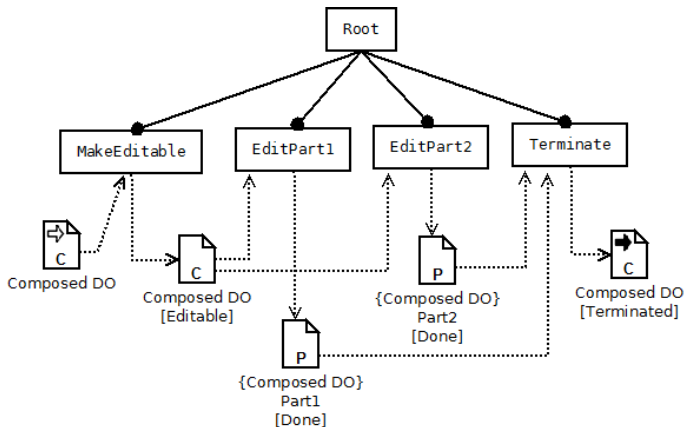 Root
MakeEditable
EditPart1
EditPart2
Terminate
C
Composed DO
C
Composed DO
[Editable]
P
{Composed DO}
Part2
[Done]
C
Composed DO
[Terminated]
P
{Composed DO}
Part1
[Done]